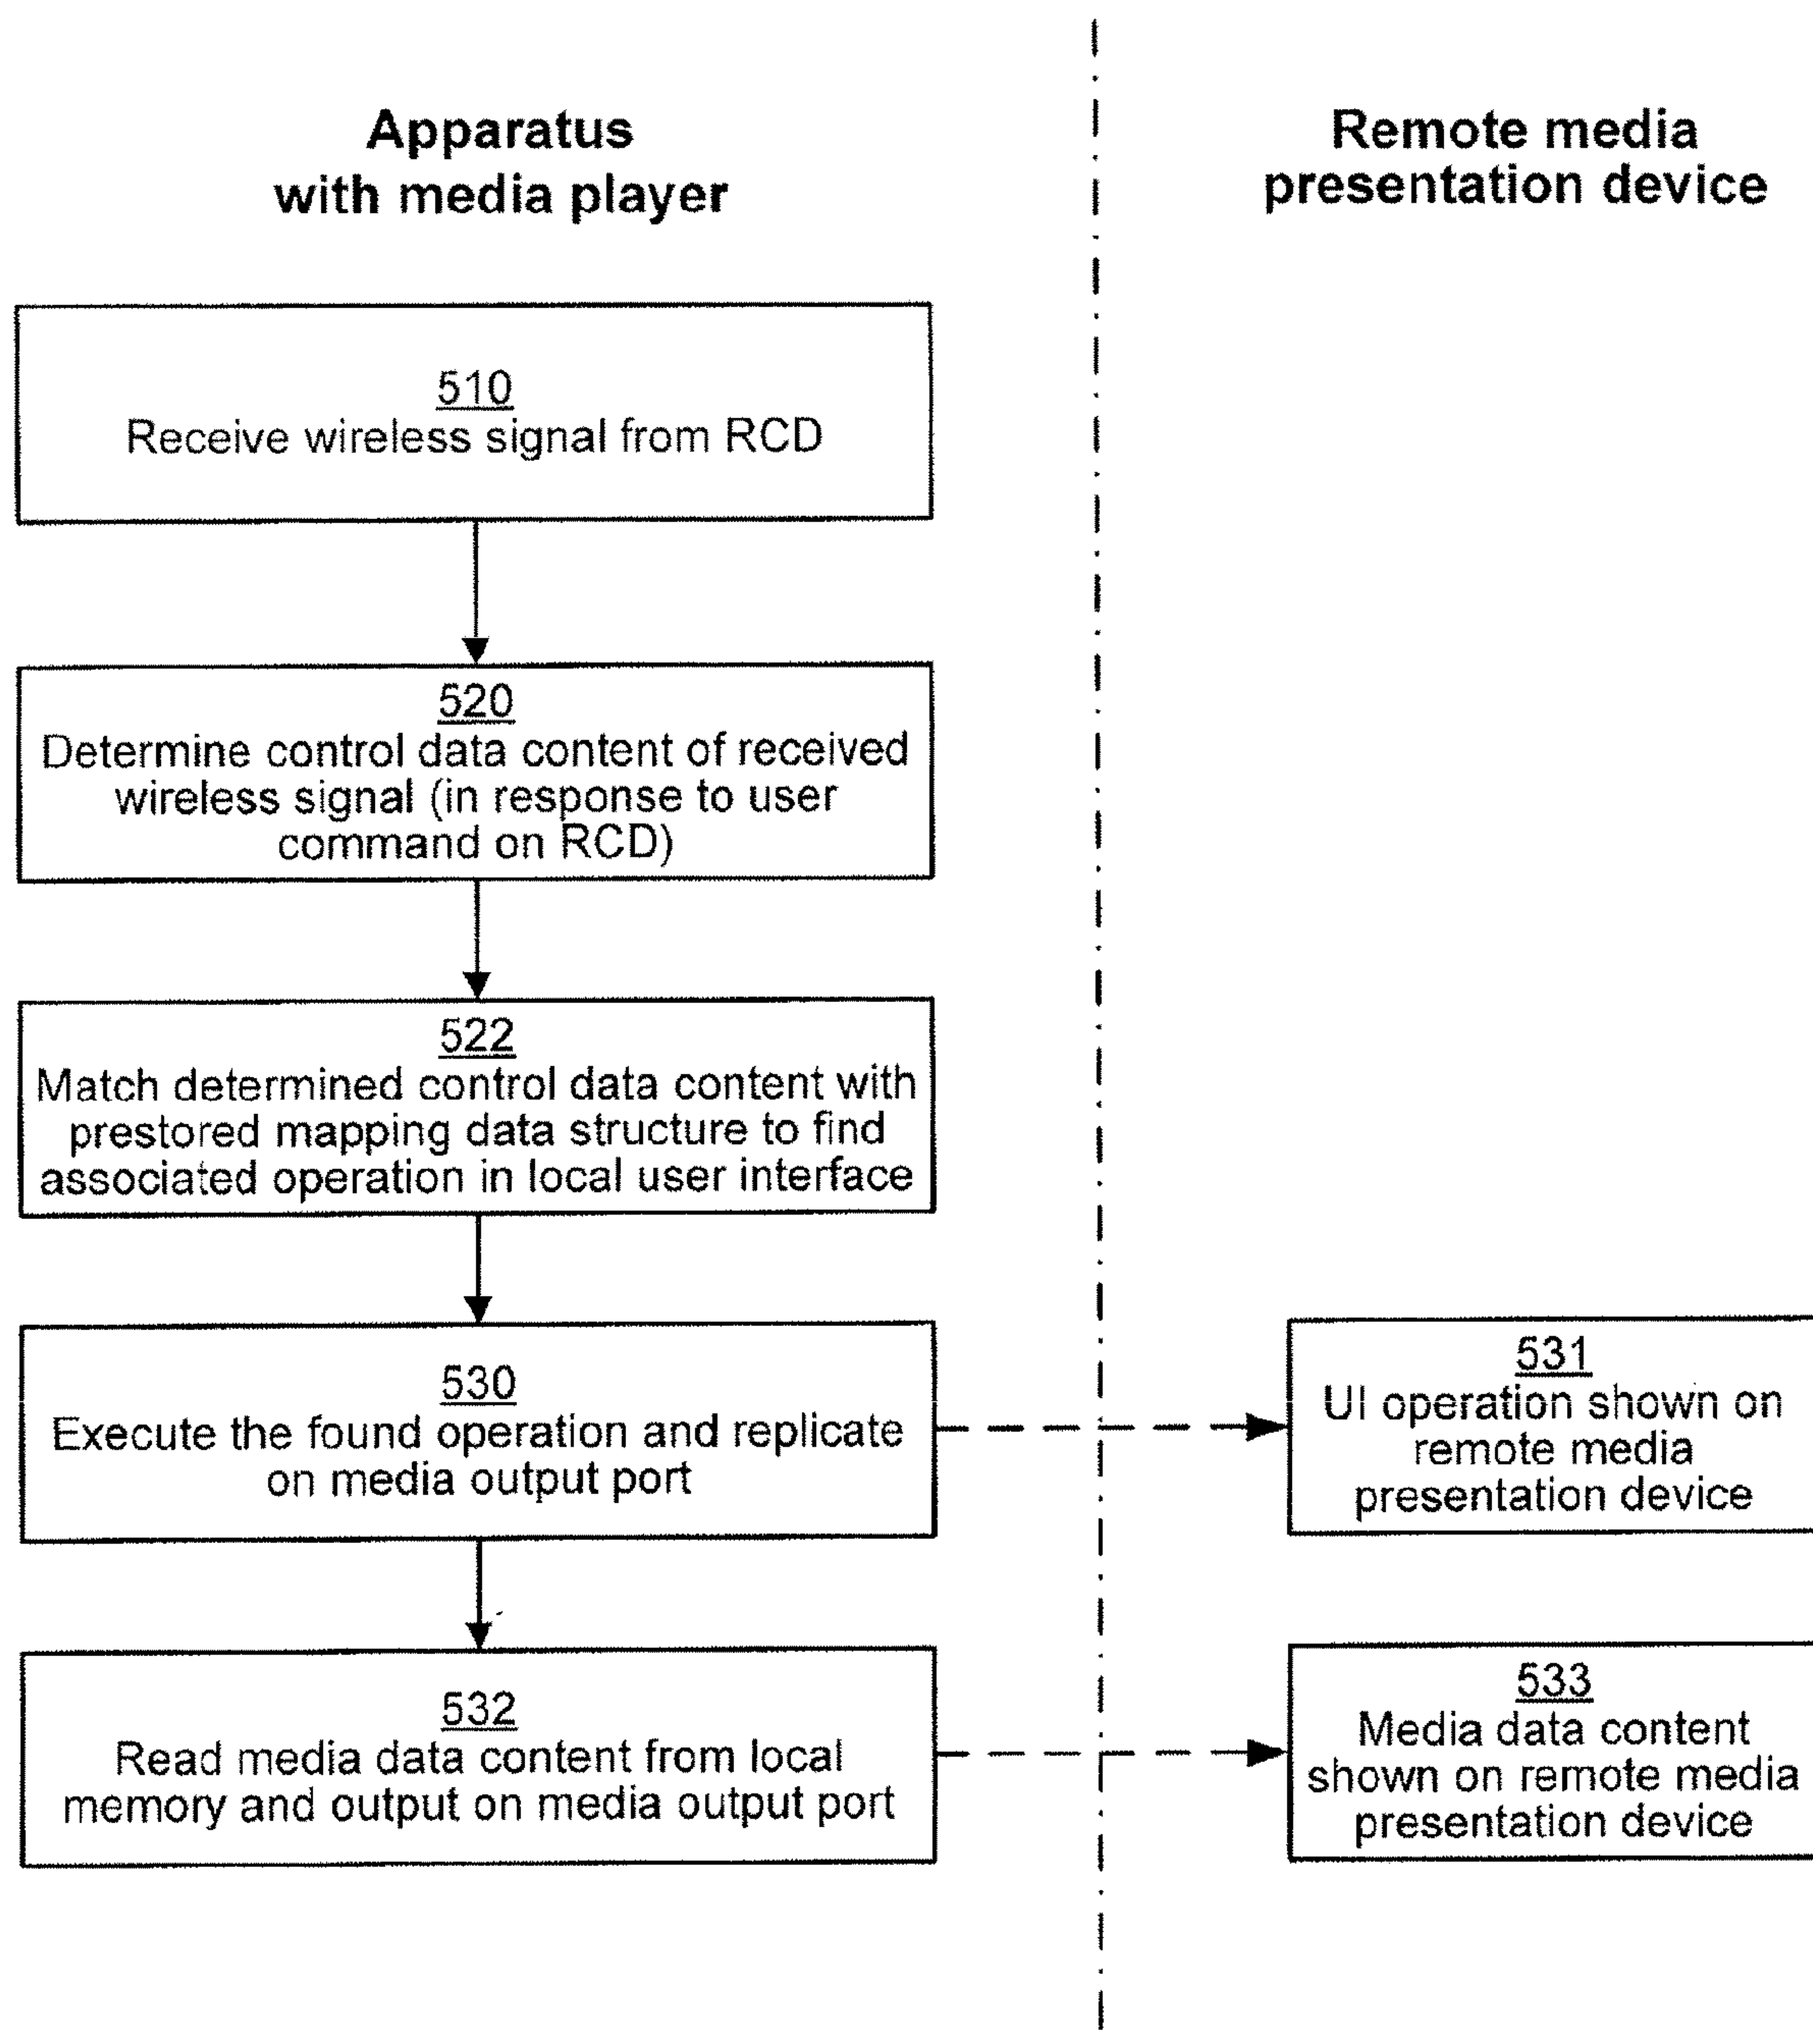 Apparatus
with media player
Remote media
presentation device
510
Receive wireless signal from RCD
520
Determine control data content of received
wireless signal (in response to user
command on RCD)
522
Match determined control data content with
prestored mapping data structure to find
associated operation in local user interface
530
Execute the found operation and replicate
on media output port
531
UI operation shown on
remote media
presentation device
532
Read media data content from local
memory and output on media output port
533
Media data content
shown on remote media
presentation device